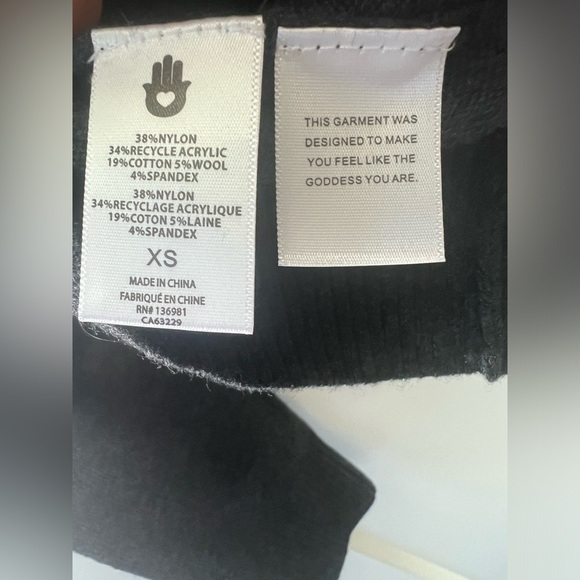 38%NYLON
34%RECYCLE ACRYLIC
19%COTTON 5%WOOL
4%SPANDEX
38%NYLON
34%RECYCLAGE ACRYLIQUE
19%COTON 5%LAINE
4%SPANDEX
XS
MADE IN CHINA
FABRIQUÉ EN CHINE
RN# 136981
CA63229
THIS GARMENT WAS
DESIGNED TO MAKE
YOU FEEL LIKE THE
GODDESS YOU ARE.